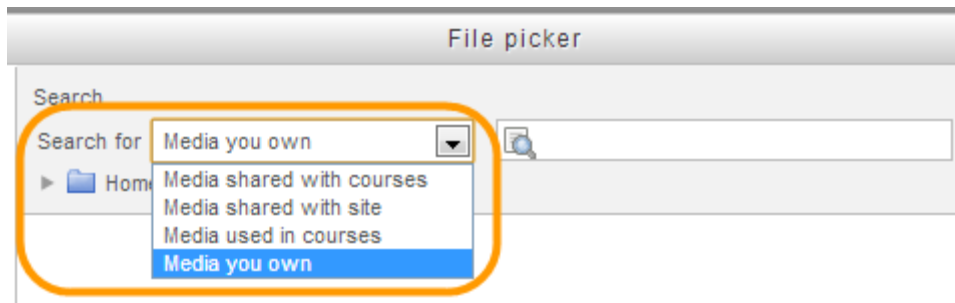 File picker
Search
Search for Media you own
Media shared with courses
Media shared with site
Media used in courses
Media you own